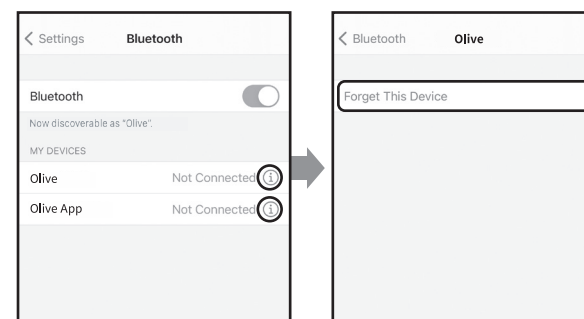 Settings Bluetooth
Bluetooth
Now discoverable as "Olive".
MY DEVICES
Olive Not Connected i
Olive App Not Connected i
Bluetooth Olive
Forget This Device